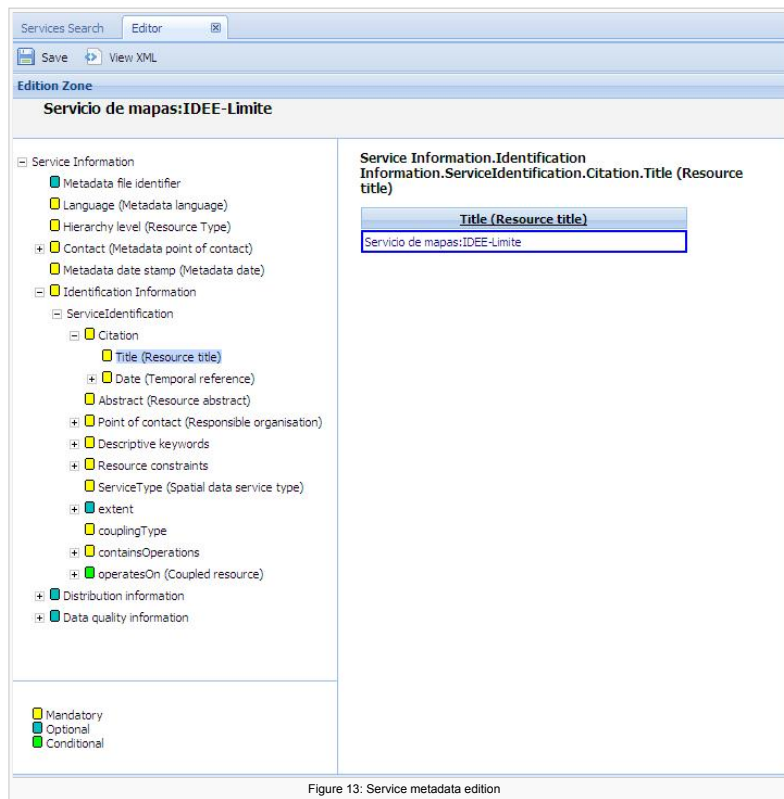 Services Search
Editor
Save
View XML
Edition Zone
Servicio de mapas:IDEE-Limite
Service Information
Metadata file identifier
Language (Metadata language)
Hierarchy level (Resource Type)
Contact (Metadata point of contact)
Metadata date stamp (Metadata date)
Identification Information
ServiceIdentification
Citation
Title (Resource title)
Date (Temporal reference)
Abstract (Resource abstract)
Point of contact (Responsible organisation)
Descriptive keywords
Resource constraints
ServiceType (Spatial data service type)
extent
couplingType
containsOperations
operatesOn (Coupled resource)
Distribution information
Data quality information
Mandatory
Optional
Conditional
Service Information.Identification
Information.ServiceIdentification.Citation.Title (Resource
title)
Title (Resource title)
Servicio de mapas:IDEE-Limite
Figure 13: Service metadata edition